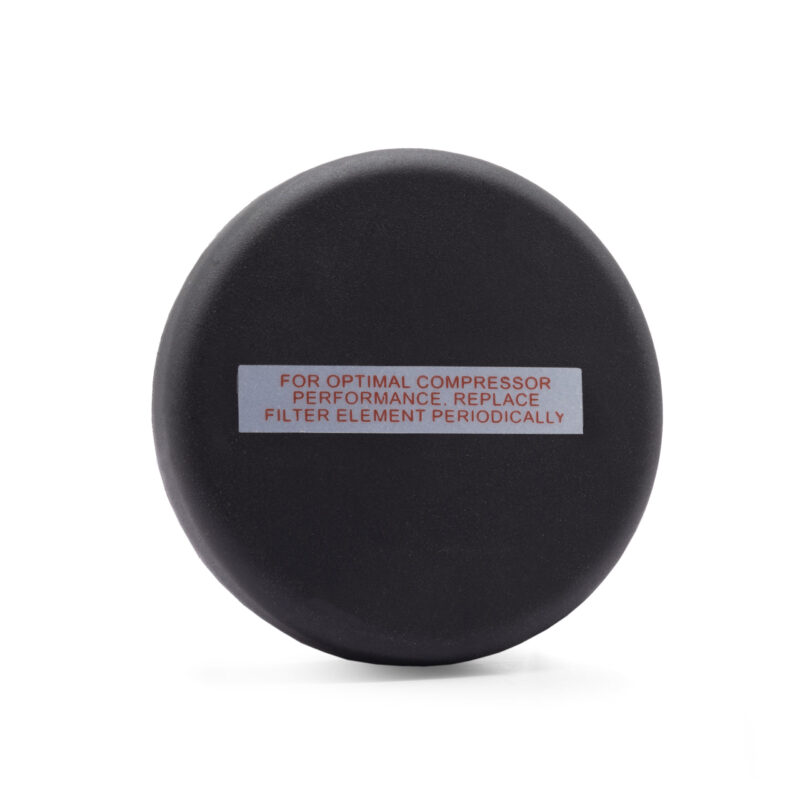 FOR OPTIMAL COMPRESSOR
PERFORMANCE. REPLACE
FILTER ELEMENT PERIODICALLY